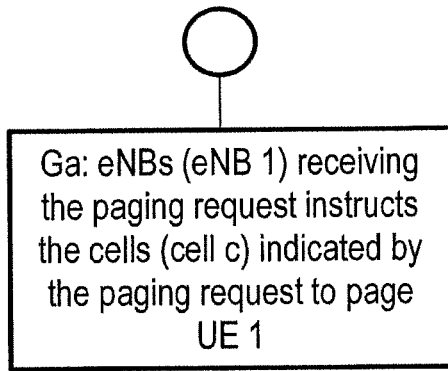 Ga: eNBs (eNB 1) receiving
the paging request instructs
the cells (cell c) indicated by
the paging request to page
UE 1